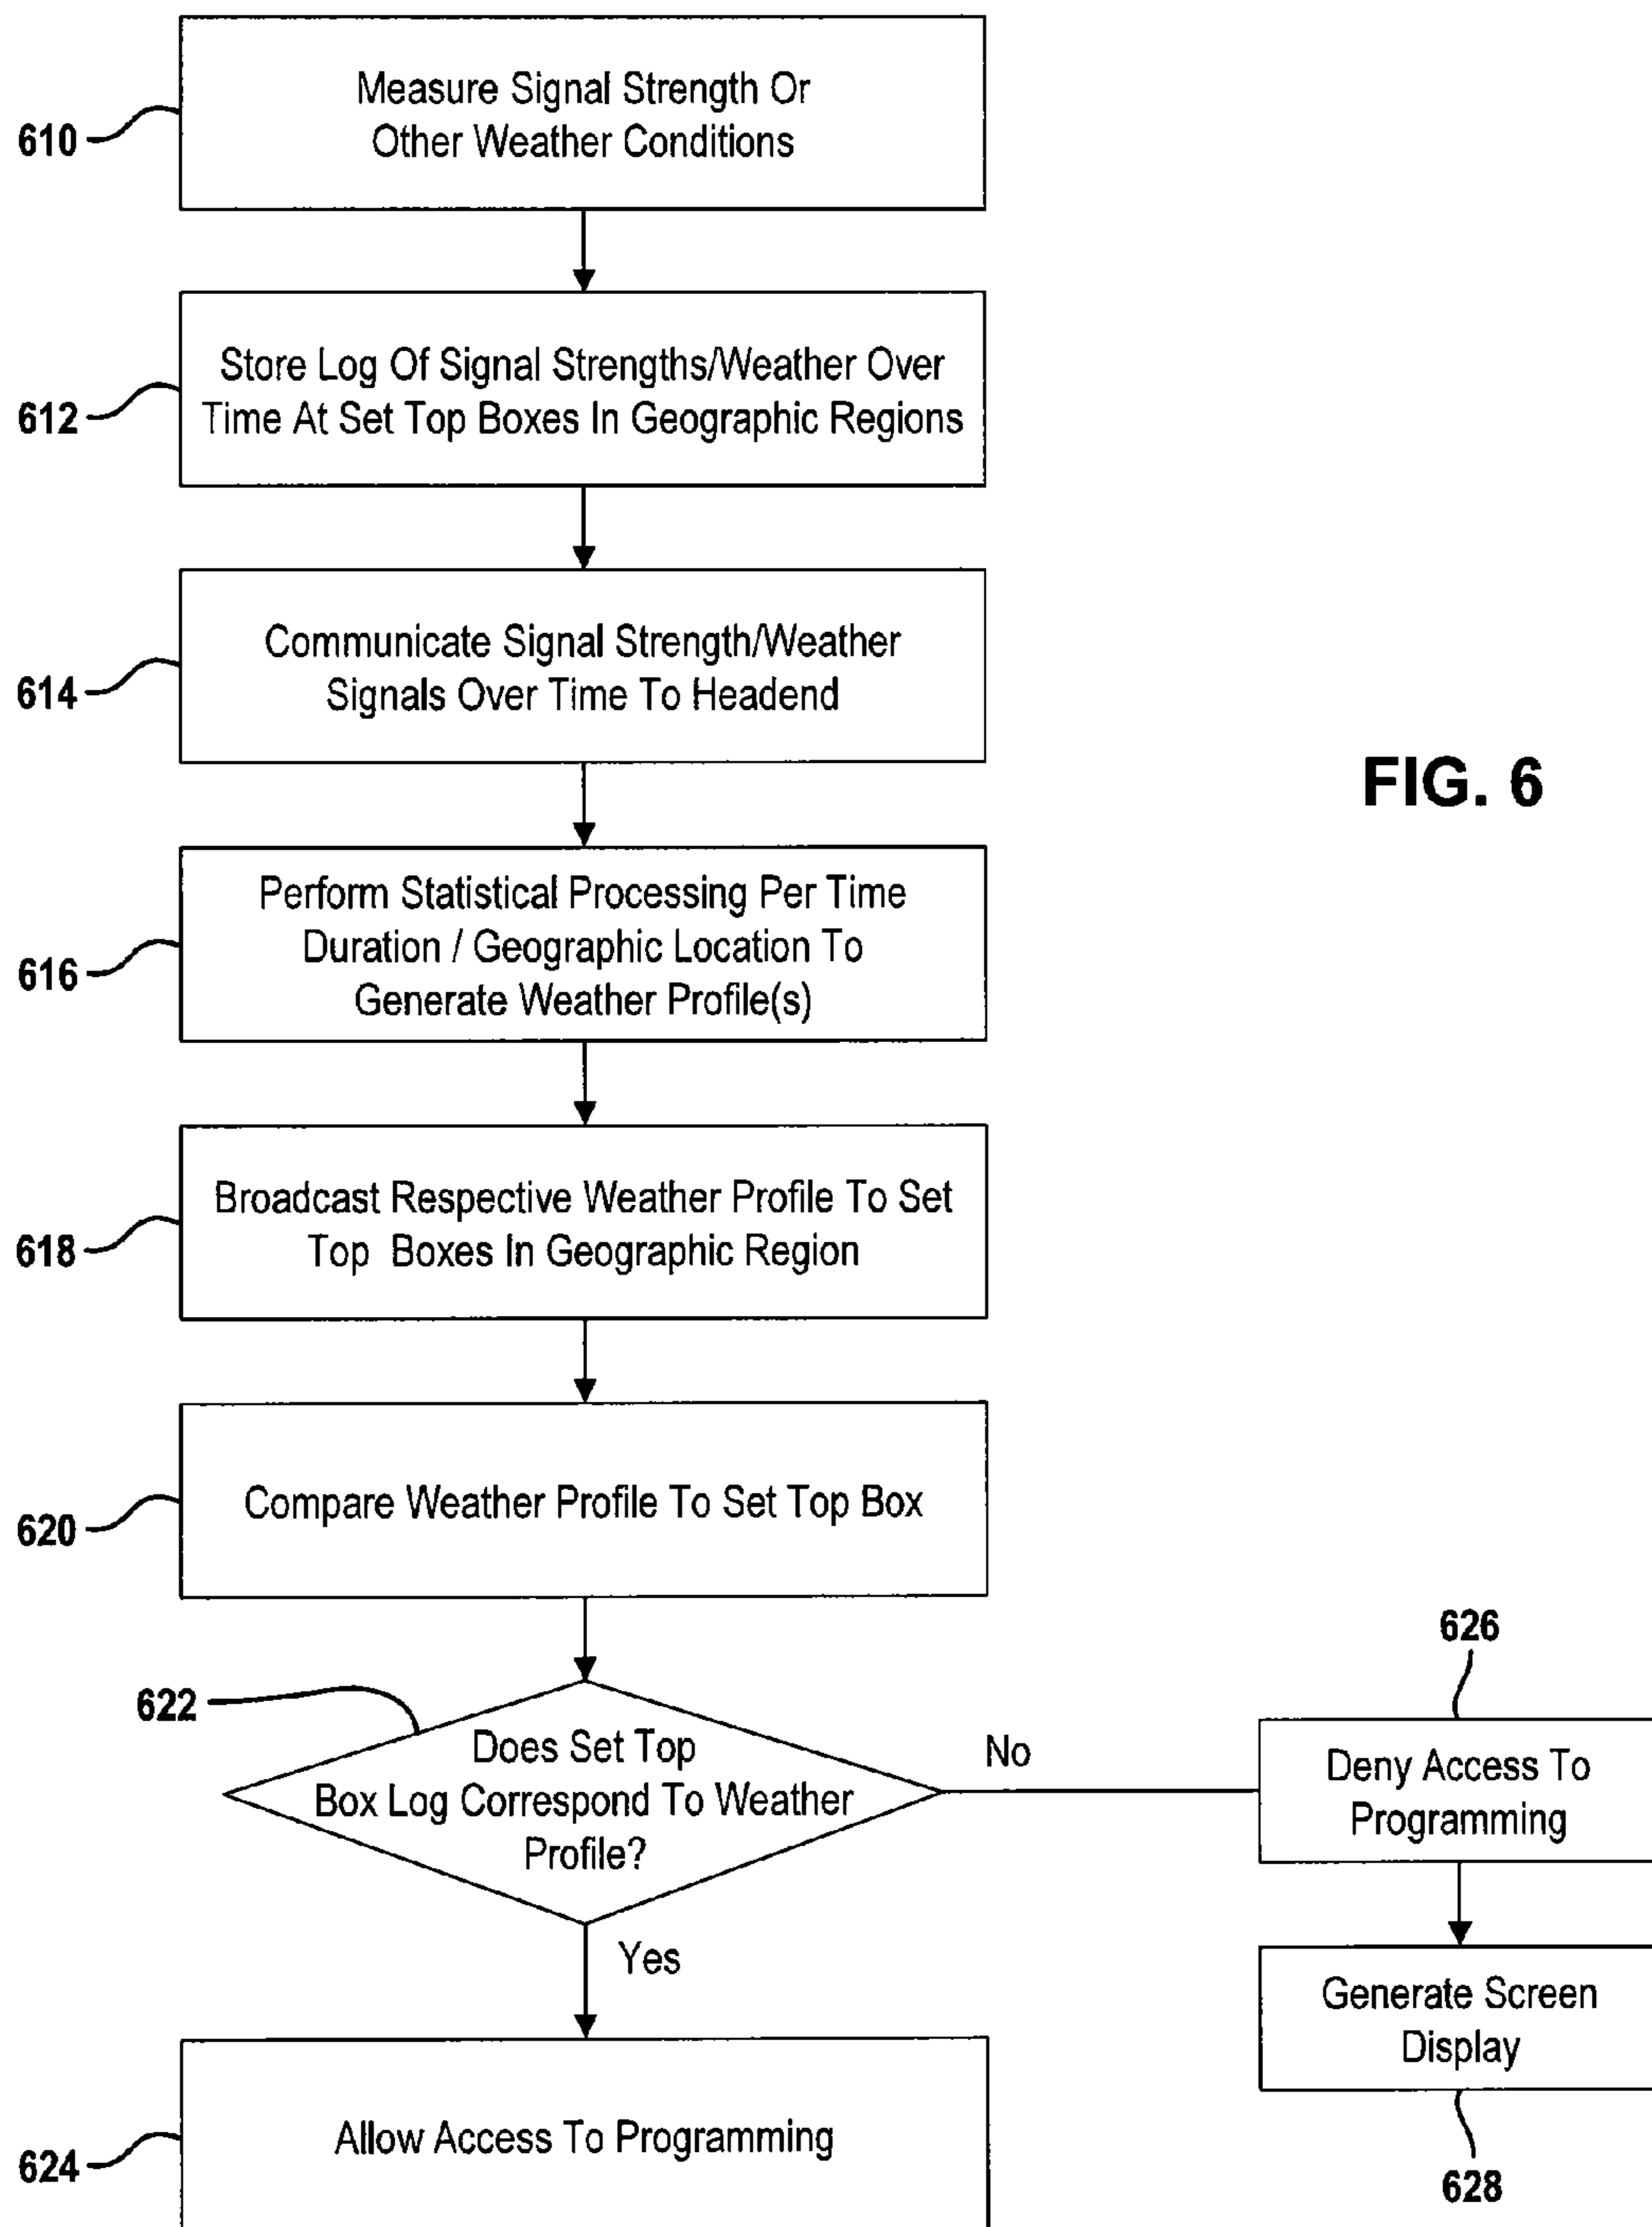 610
Measure Signal Strength Or
Other Weather Conditions
612
Store Log Of Signal Strengths/Weather Over
Time At Set Top Boxes In Geographic Regions
614
Communicate Signal Strength/Weather
Signals Over Time To Headend
FIG. 6
616
Perform Statistical Processing Per Time
Duration / Geographic Location To
Generate Weather Profile(s)
618
Broadcast Respective Weather Profile To Set
Top Boxes In Geographic Region
620
Compare Weather Profile To Set Top Box
622
Does Set Top
Box Log Correspond To Weather
Profile?
No
626
Deny Access To
Programming
Yes
Generate Screen
Display
628
624
Allow Access To Programming